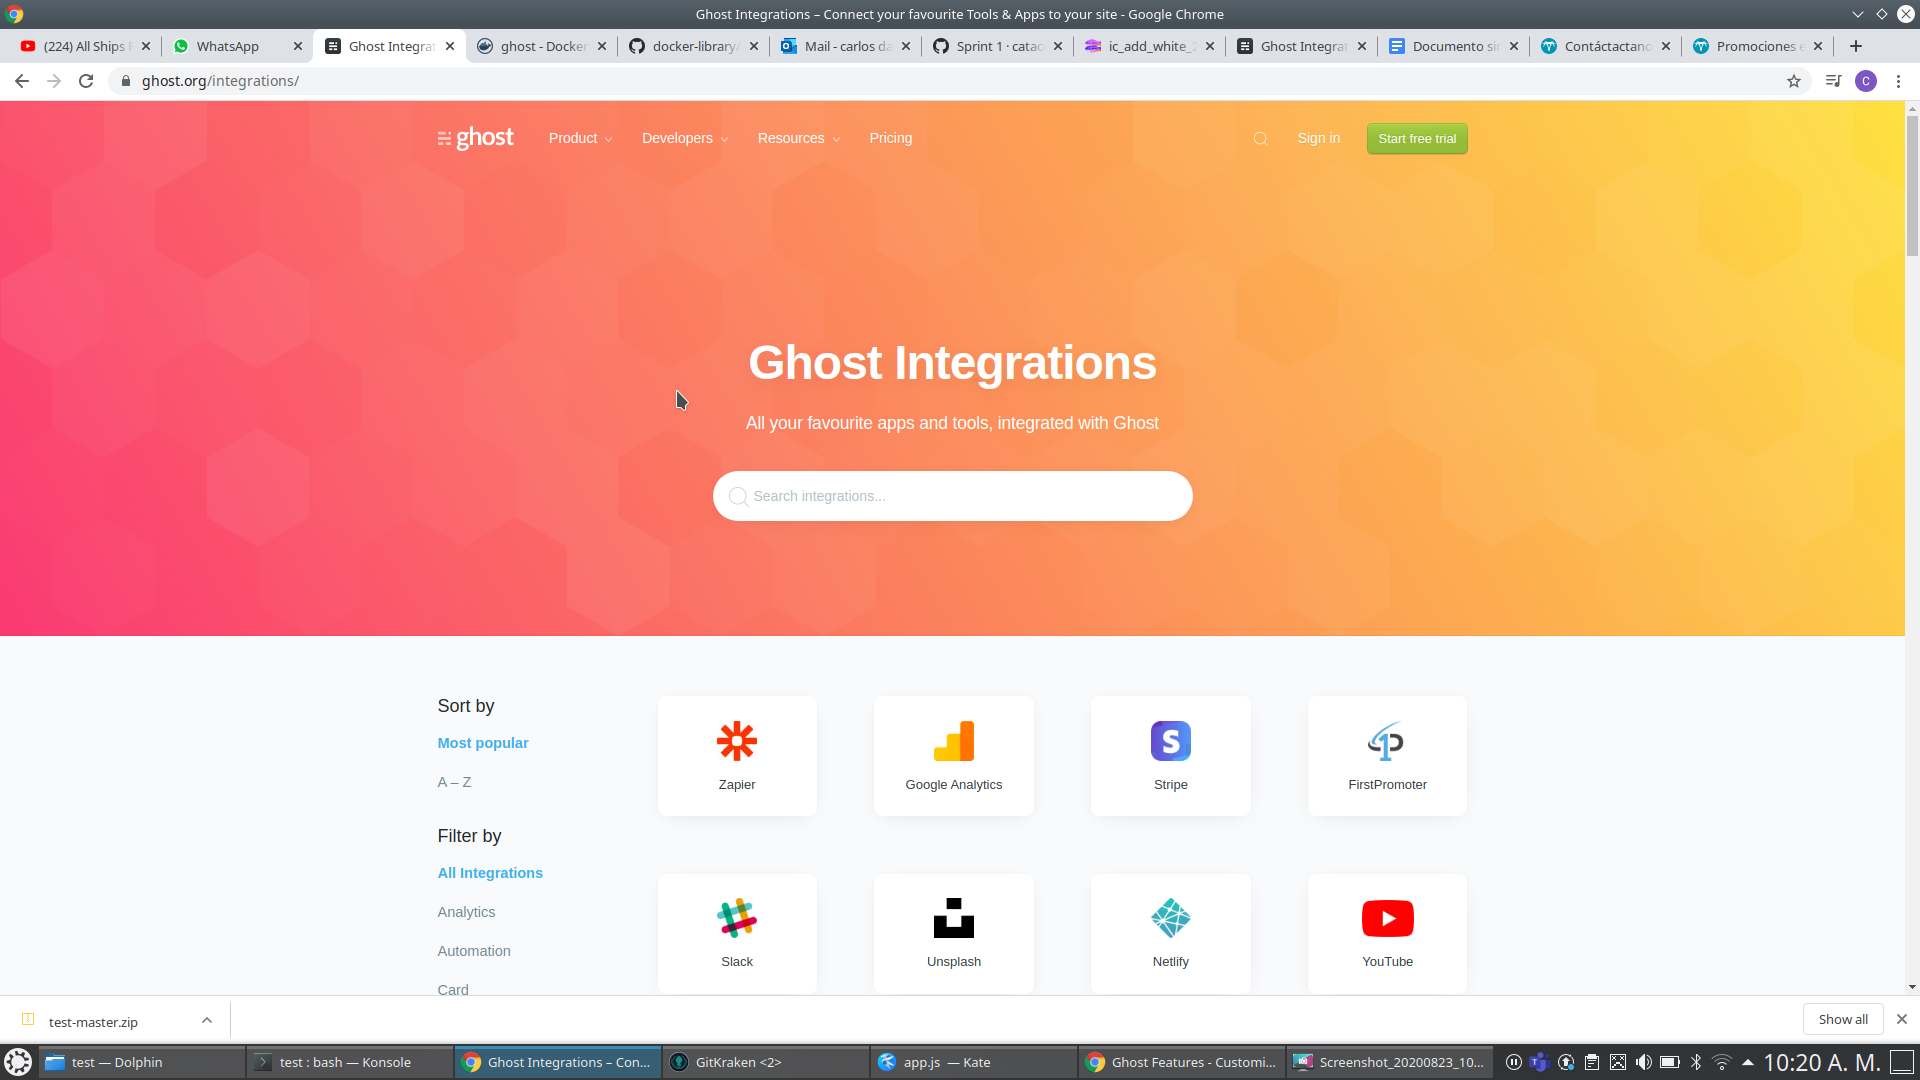 Ghost Integrations – Connect your favourite Tools & Apps to your site - Google Chrome
(224) All Ships
WhatsApp
Ghost Integrat
ghost - Docker
docker-library/
Mail - carlos da
Sprint 1 · catac
ic_add_white_
Ghost Integrat
Documento sin
Contáctactano
Promociones e
ghost.org/integrations/
C
ghost
Product
Developers
Resources
Pricing
Sign in
Start free trial
Ghost Integrations
All your favourite apps and tools, integrated with Ghost
Search integrations...
Sort by
Most popular
A – Z
Filter by
All Integrations
Analytics
Automation
Card
Zapier
Google Analytics
Stripe
FirstPromoter
Slack
Unsplash
Netlify
YouTube
test-master.zip
Show all
test — Dolphin
test : bash — Konsole
Ghost Integrations – Con...
GitKraken <2>
app.js — Kate
Ghost Features - Customi...
Screenshot_20200823_10...
10:20 A. M.